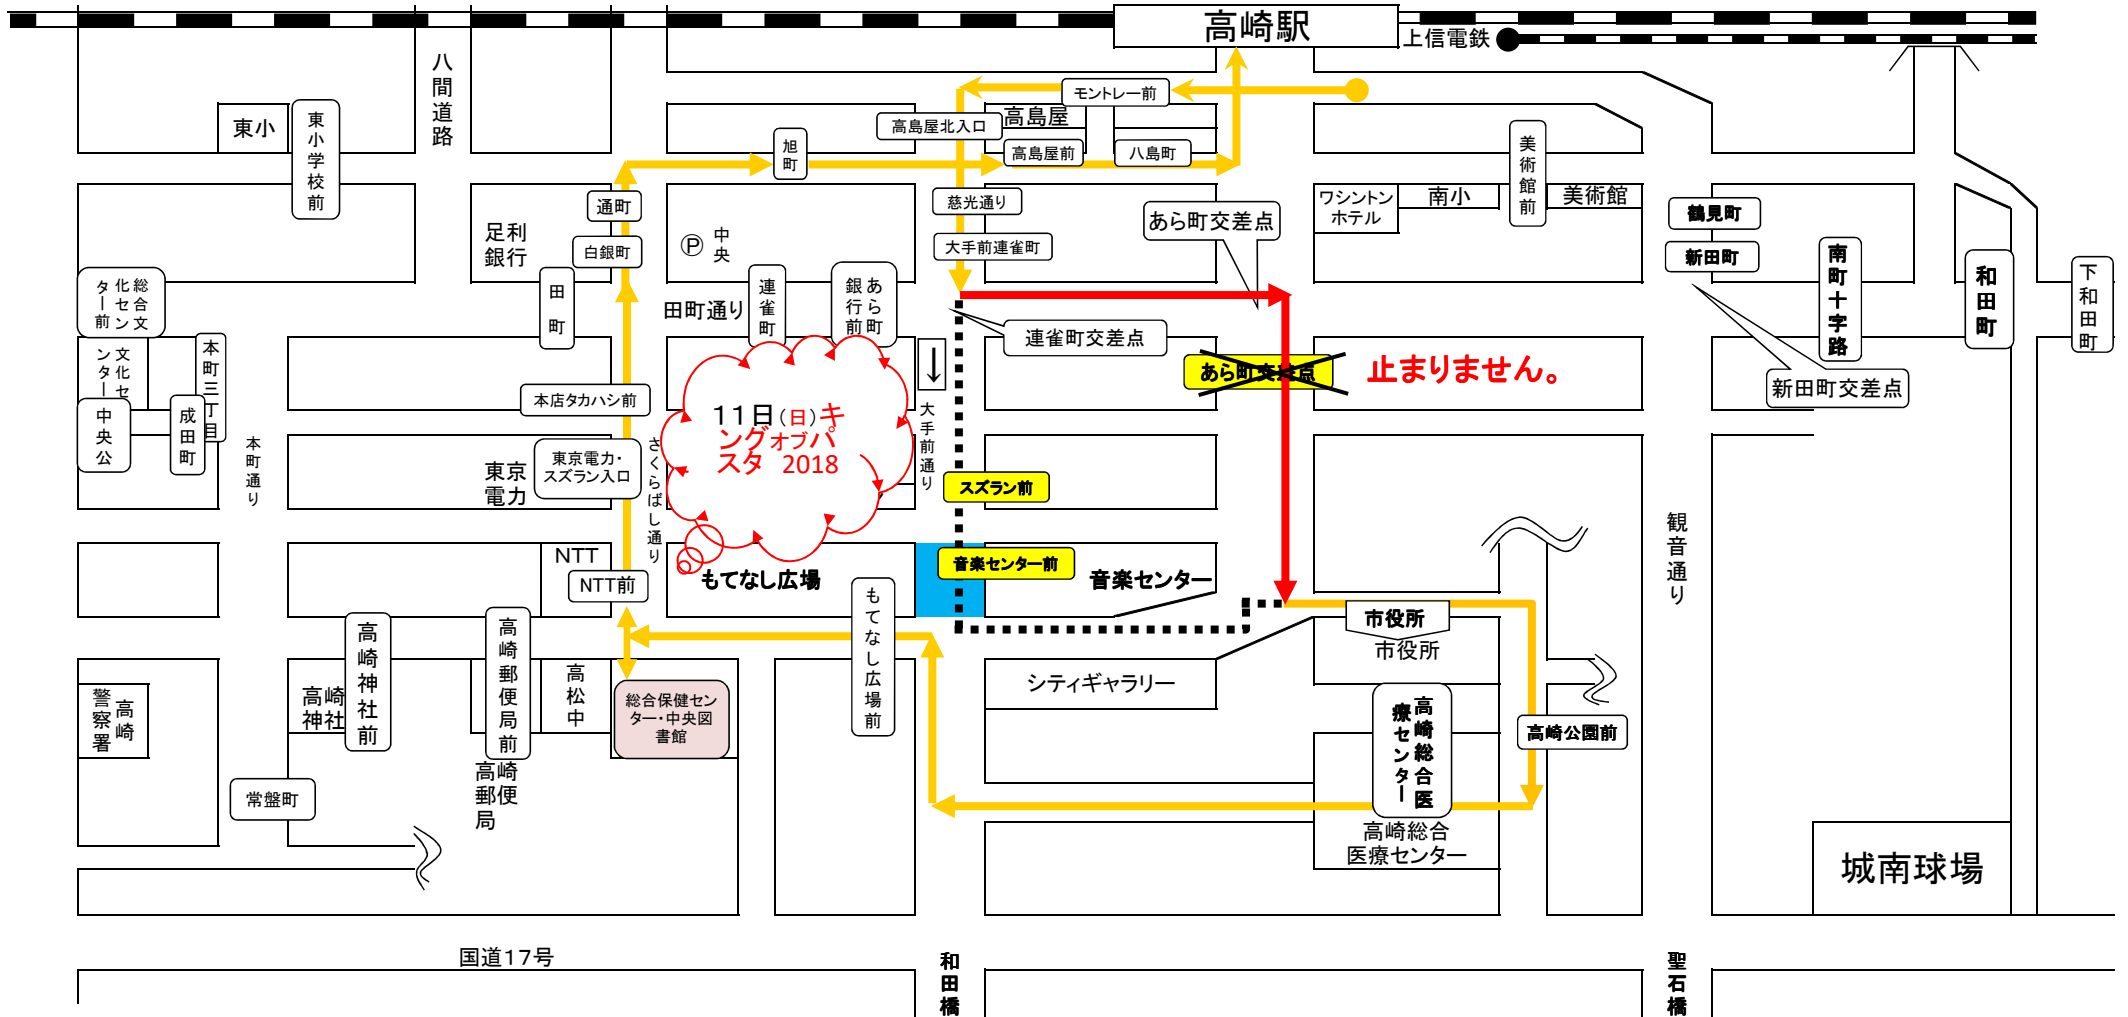 高崎駅
上信電鉄
八間道路
東小
東小学校前
モントレー前
高島屋北入口
高島屋
旭町
高島屋前
八島町
美術館前
通町
慈光通り
あら町交差点
ワシントン
ホテル
南小
美術館
鶴見町
足利
銀行
白銀町
Ⓟ
中央
大手前連雀町
新田町
南町十字路
和田町
下和田町
総合文
化セン
ター前
田町
田町通り
連雀町
あら町
銀行前
連雀町交差点
文化セ
ンター
本町三丁目
↓
あら町交差点
止まりません。
新田町交差点
中央公
成田町
本店タカハシ前
11日(日)キ
ングオブパ
スタ 2018
大手前通り
本町通り
東京
電力
東京電力・
スズラン入口
さくらばし通り
スズラン前
観音通り
NTT
NTT前
もてなし広場
音楽センター前
音楽センター
もてなし広場前
市役所
市役所
高崎神社前
高崎
神社
高崎郵便局前
高松中
総合保健セン
ター・中央図
書館
シティギャラリー
高崎
警察署
高崎総合医
療センター
高崎公園前
常盤町
高崎
郵便
局
高崎総合
医療センター
城南球場
国道17号
和田橋
聖石橋